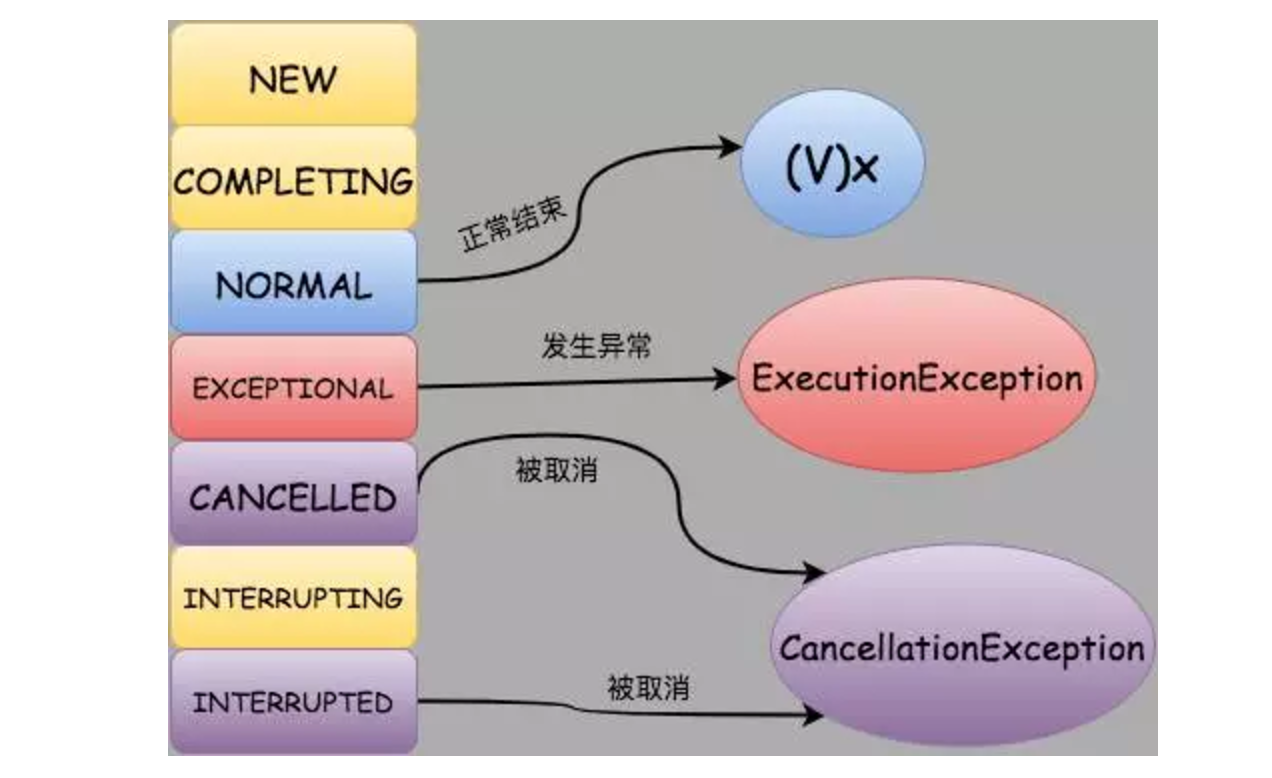 NEW
COMPLETING
(V)x
正常结束
NORMAL
发生异常
EXCEPTIONAL
ExecutionException
被取消
CANCELLED
INTERRUPTING
CancellationException
被取消
INTERRUPTED